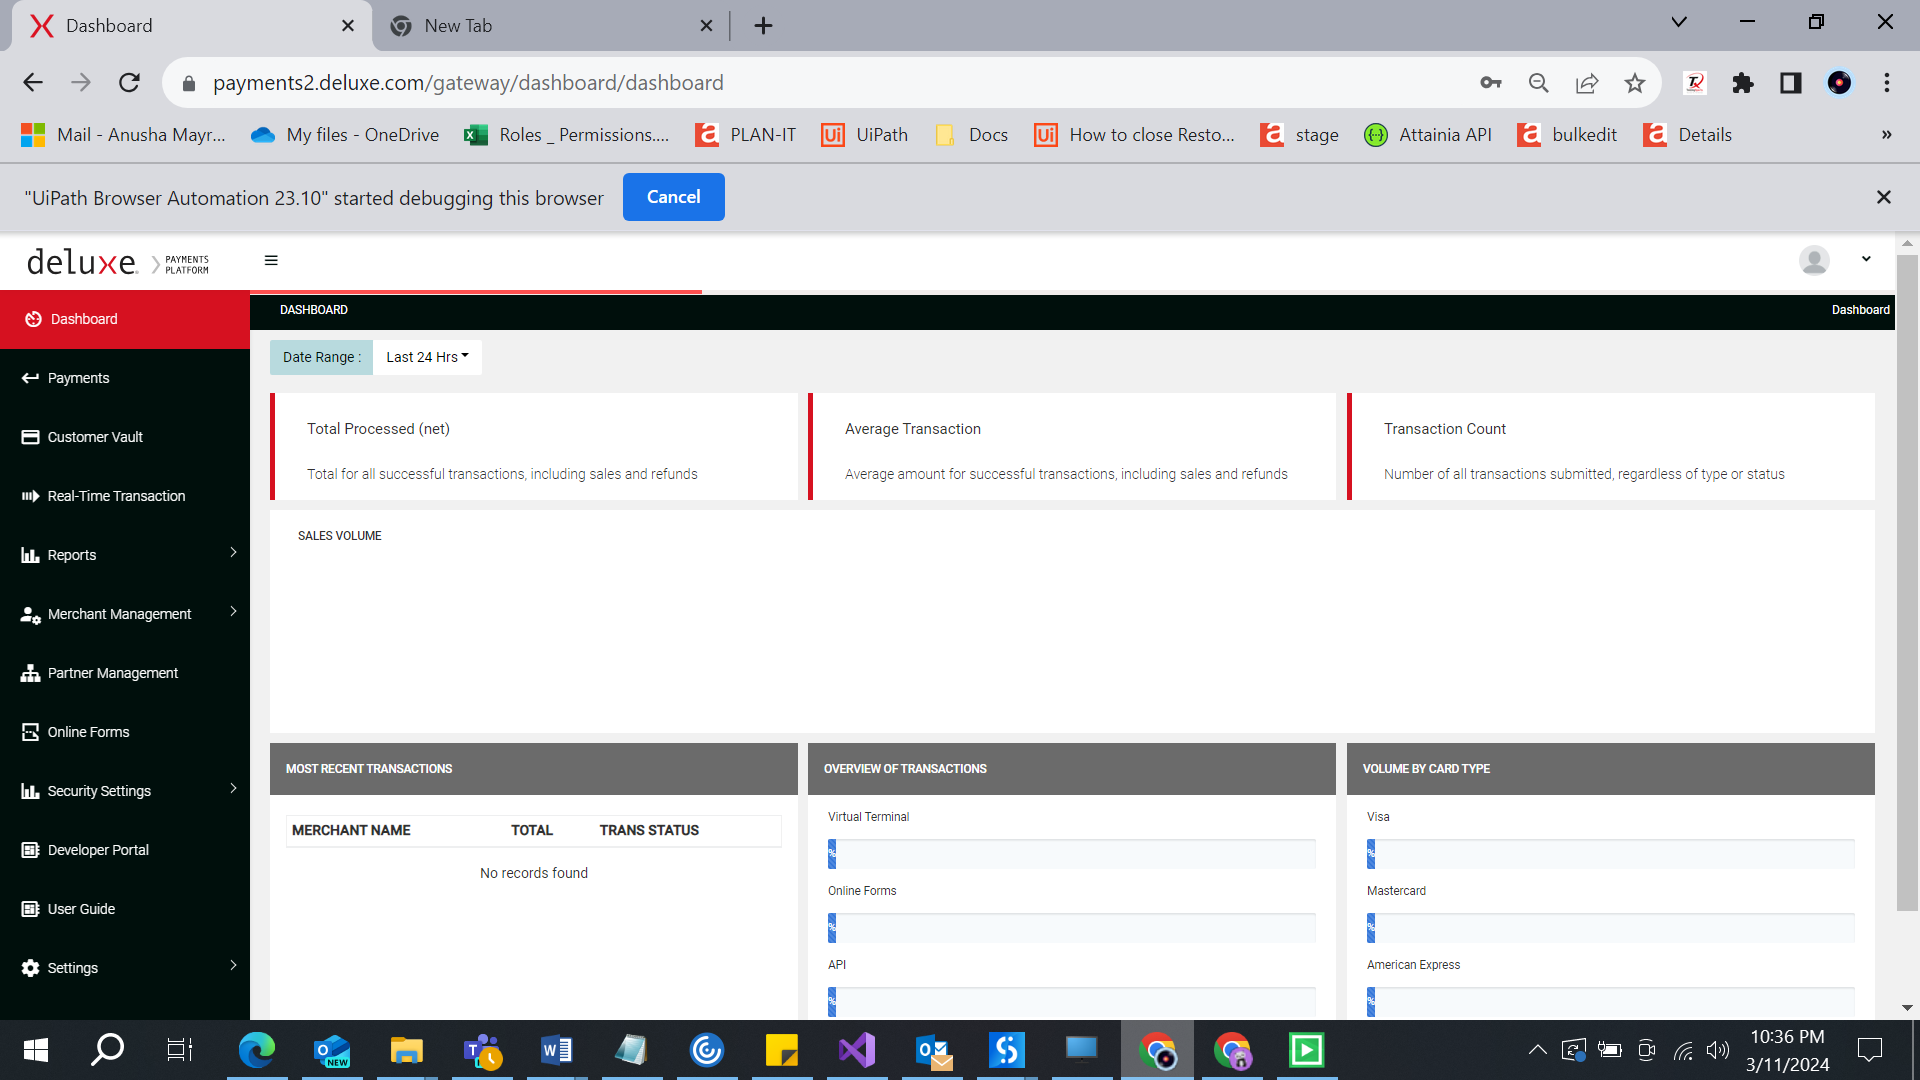 Dashboard
New Tab
payments2.deluxe.com/gateway/dashboard/dashboard
Mail - Anusha Mayr...
My files - OneDrive
Roles _ Permissions....
PLAN-IT
UiPath
Docs
How to close Resto...
stage
Attainia API
bulkedit
Details
»
"UiPath Browser Automation 23.10" started debugging this browser
Cancel
deluxe.
PAYMENTS
PLATFORM
Dashboard
Payments
Customer Vault
Real-Time Transaction
Reports
Merchant Management
Partner Management
Online Forms
Security Settings
Developer Portal
User Guide
Settings
DASHBOARD
Dashboard
Date Range :
Last 24 Hrs
Total Processed (net)
Total for all successful transactions, including sales and refunds
Average Transaction
Average amount for successful transactions, including sales and refunds
Transaction Count
Number of all transactions submitted, regardless of type or status
SALES VOLUME
MOST RECENT TRANSACTIONS
MERCHANT NAME TOTAL TRANS STATUS
No records found
OVERVIEW OF TRANSACTIONS
Virtual Terminal
%
Online Forms
%
API
%
VOLUME BY CARD TYPE
Visa
%
Mastercard
%
American Express
%
NEW
10:36 PM
3/11/2024